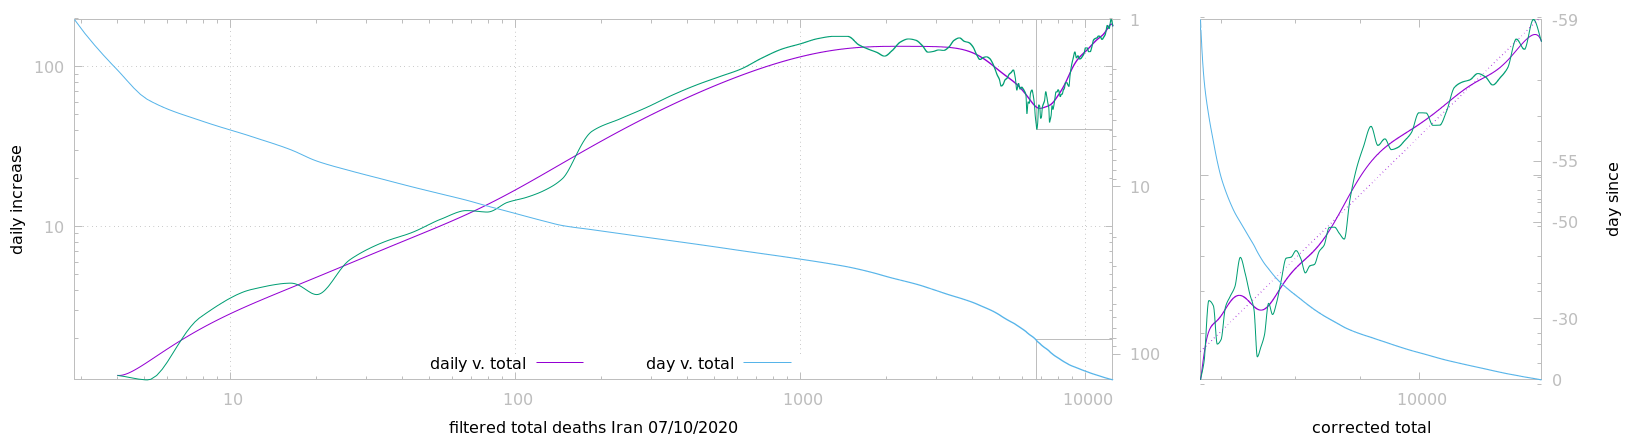 daily increase
100
10
1
10
100
daily v. total
day v. total
10
100
1000
10000
filtered total deaths Iran 07/10/2020
-59
-55
-50
-30
0
day since
10000
corrected total